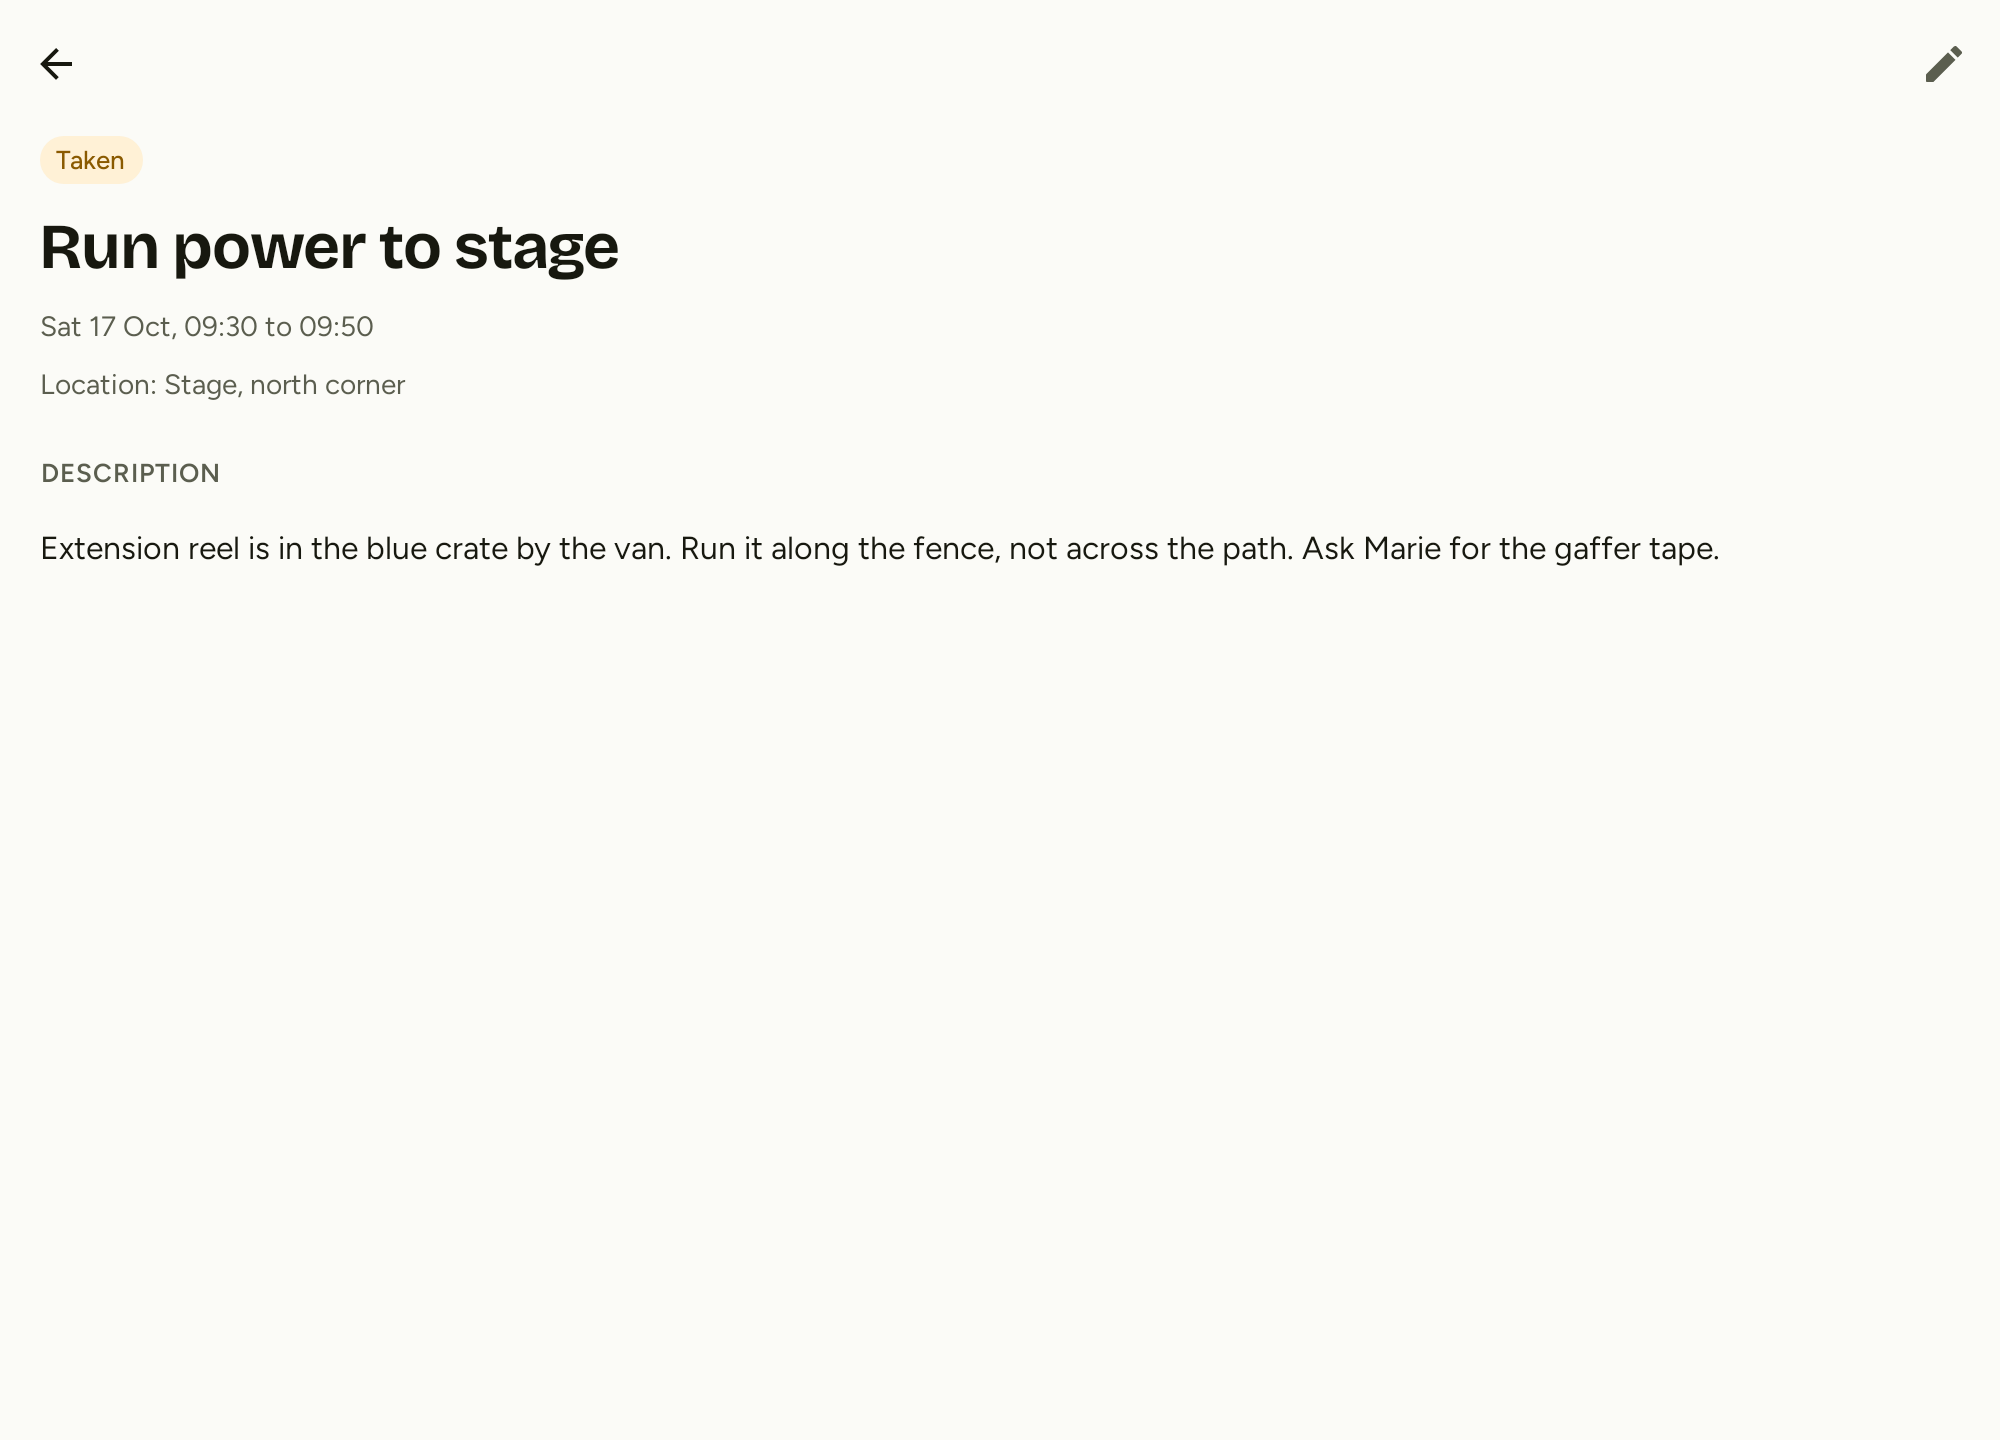 Taken
Run power to stage
Sat 17 Oct, 09:30 to 09:50
Location: Stage, north corner
DESCRIPTION
Extension reel is in the blue crate by the van. Run it along the fence, not across the path. Ask Marie for the gaffer tape.